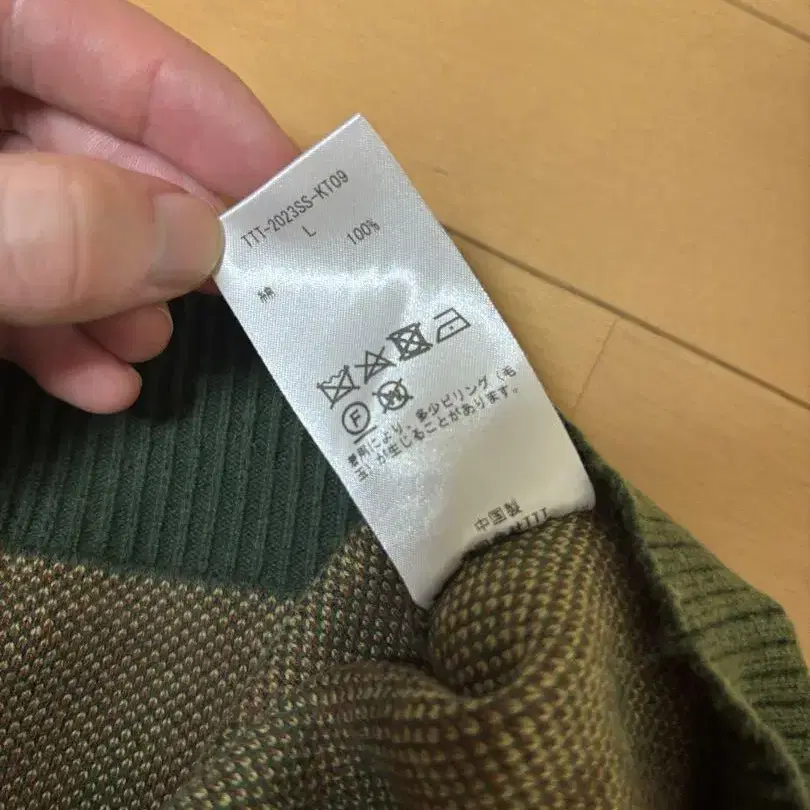 TTT-2023SS-KT09
L
綿 100%
F
W
使用により、多少ピリング（毛
玉）が生じることがあります。
中国製